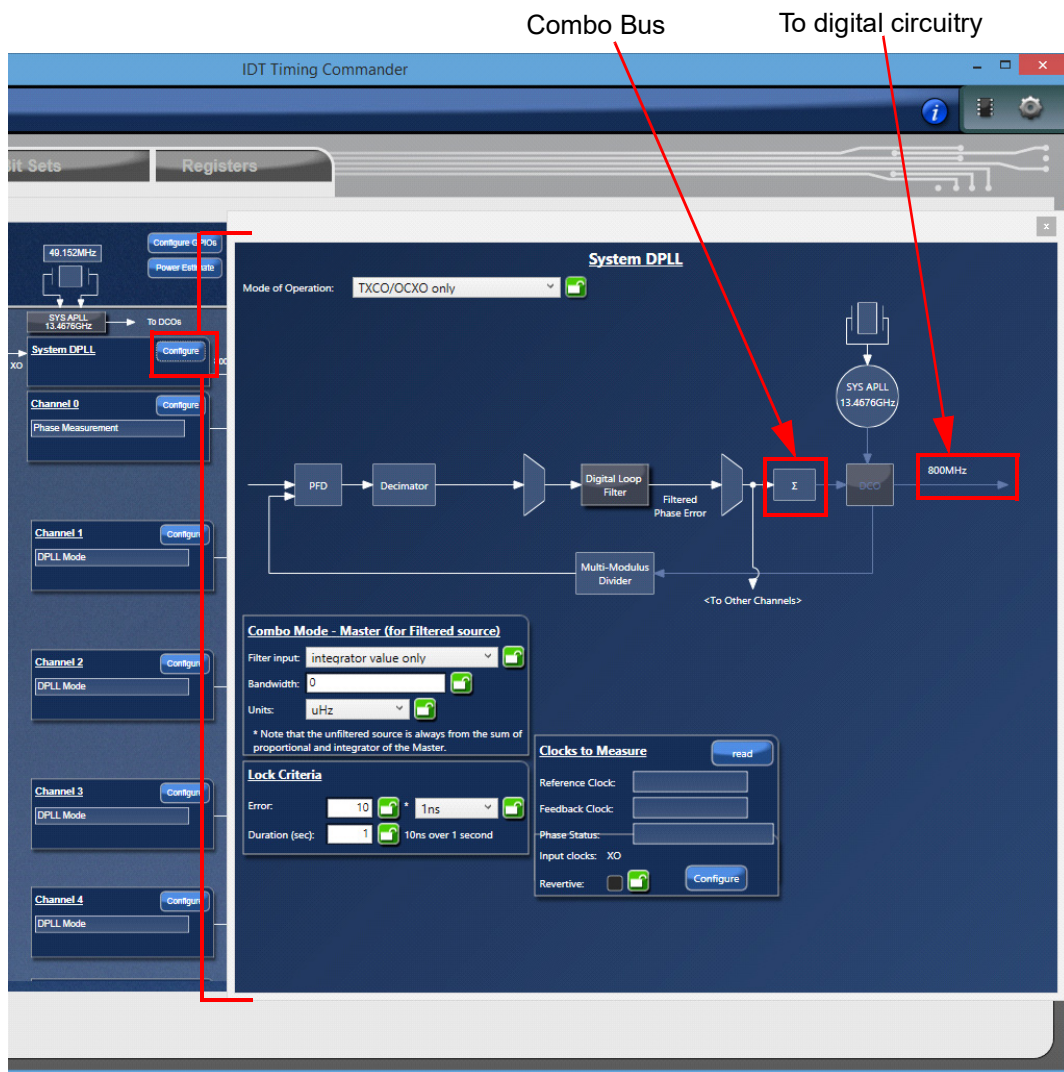 Combo Bus
To digital circuitry
IDT Timing Commander
Bit Sets
Registers
49.152MHz
Configure GPIOs
Power Estimate
SYS APLL
13.4676GHz
To DCOs
XO
System DPLL
Configure
Channel 0
Configure
Phase Measurement
Channel 1
Configure
DPLL Mode
Channel 2
Configure
DPLL Mode
Channel 3
Configure
DPLL Mode
Channel 4
Configure
DPLL Mode
System DPLL
Mode of Operation:
TXCO/OCXO only
SYS APLL
13.4676GHz
800MHz
PFD
Decimator
Digital Loop
Filter
Filtered
Phase Error
Σ
DCO
Multi-Modulus
Divider
<To Other Channels>
Combo Mode - Master (for Filtered source)
Filter input: integrator value only
Bandwidth: 0
Units: uHz
* Note that the unfiltered source is always from the sum of
proportional and integrator of the Master.
Lock Criteria
Error: 10 * 1ns
Duration (sec): 1 10ns over 1 second
Clocks to Measure
read
Reference Clock:
Feedback Clock:
Phase Status:
Input clocks: XO
Revertive:
Configure